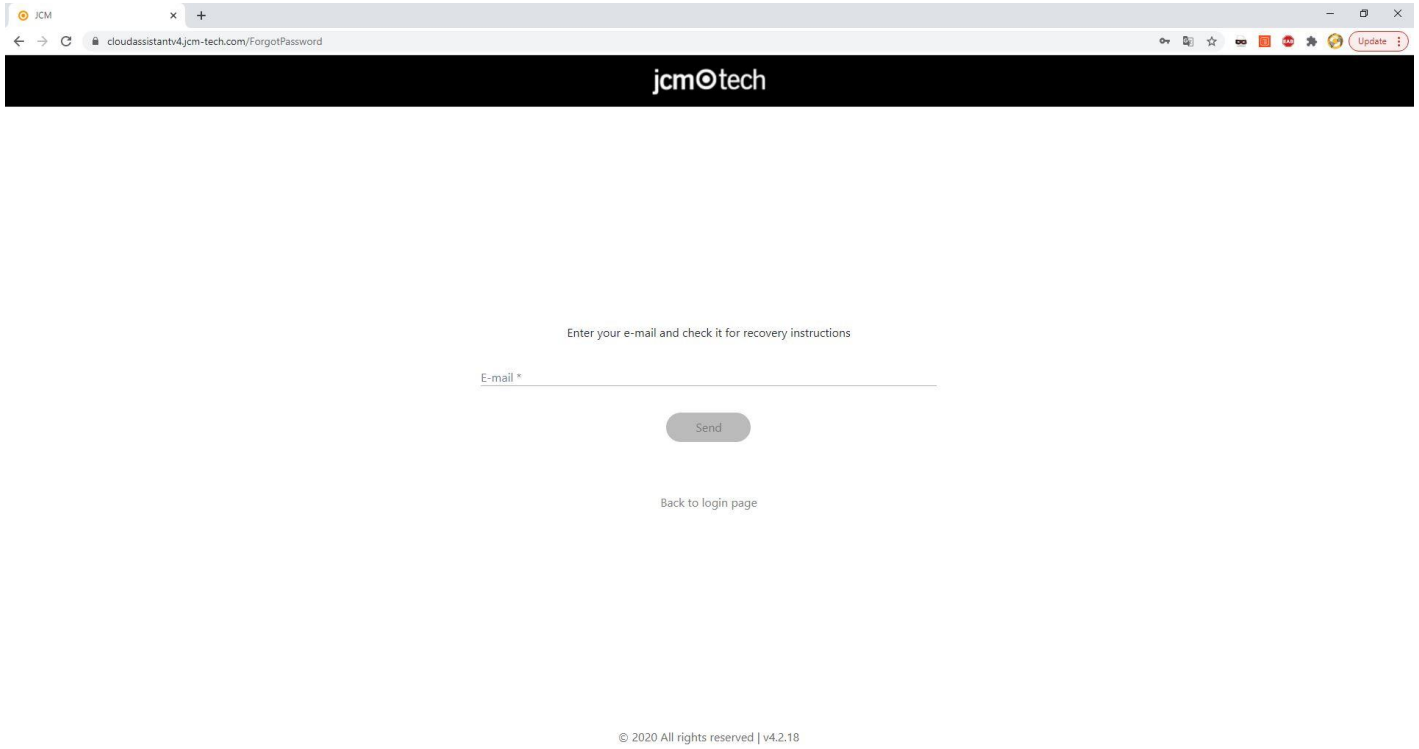 JCM
cloudassistantv4.jcm-tech.com/ForgotPassword
Update
jcm tech
Enter your e-mail and check it for recovery instructions
E-mail *
Send
Back to login page
© 2020 All rights reserved | v4.2.18